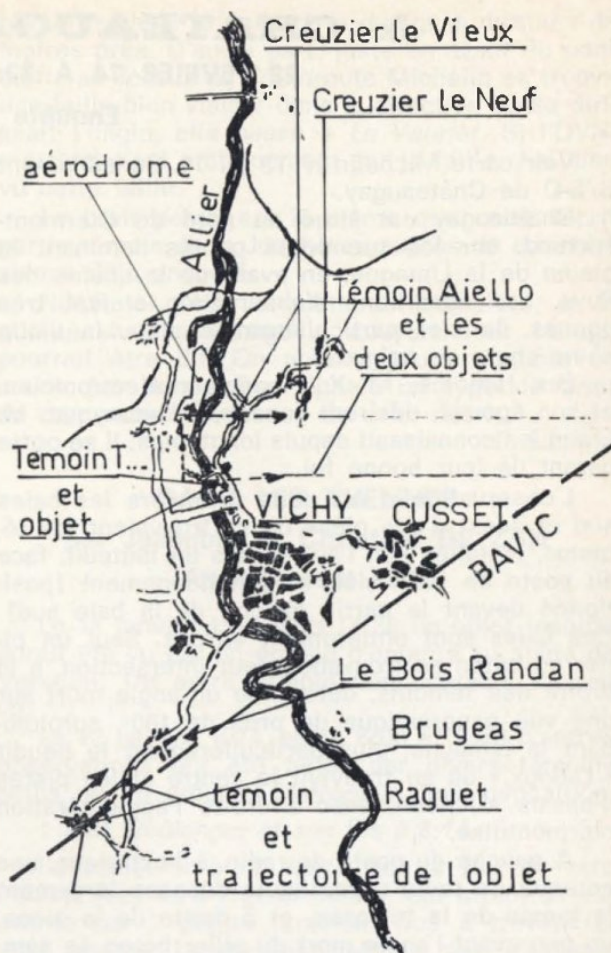 Creuzier le Vieux
Creuzier le Neuf
aérodrome
Allier
Témoin Aiello
et les
deux objets
Temoin T...
et
objet
VICHY
CUSSET
BAVIC
Le Bois Randan
Brugeas
témoin Raguet
et
trajectoire de l'objet